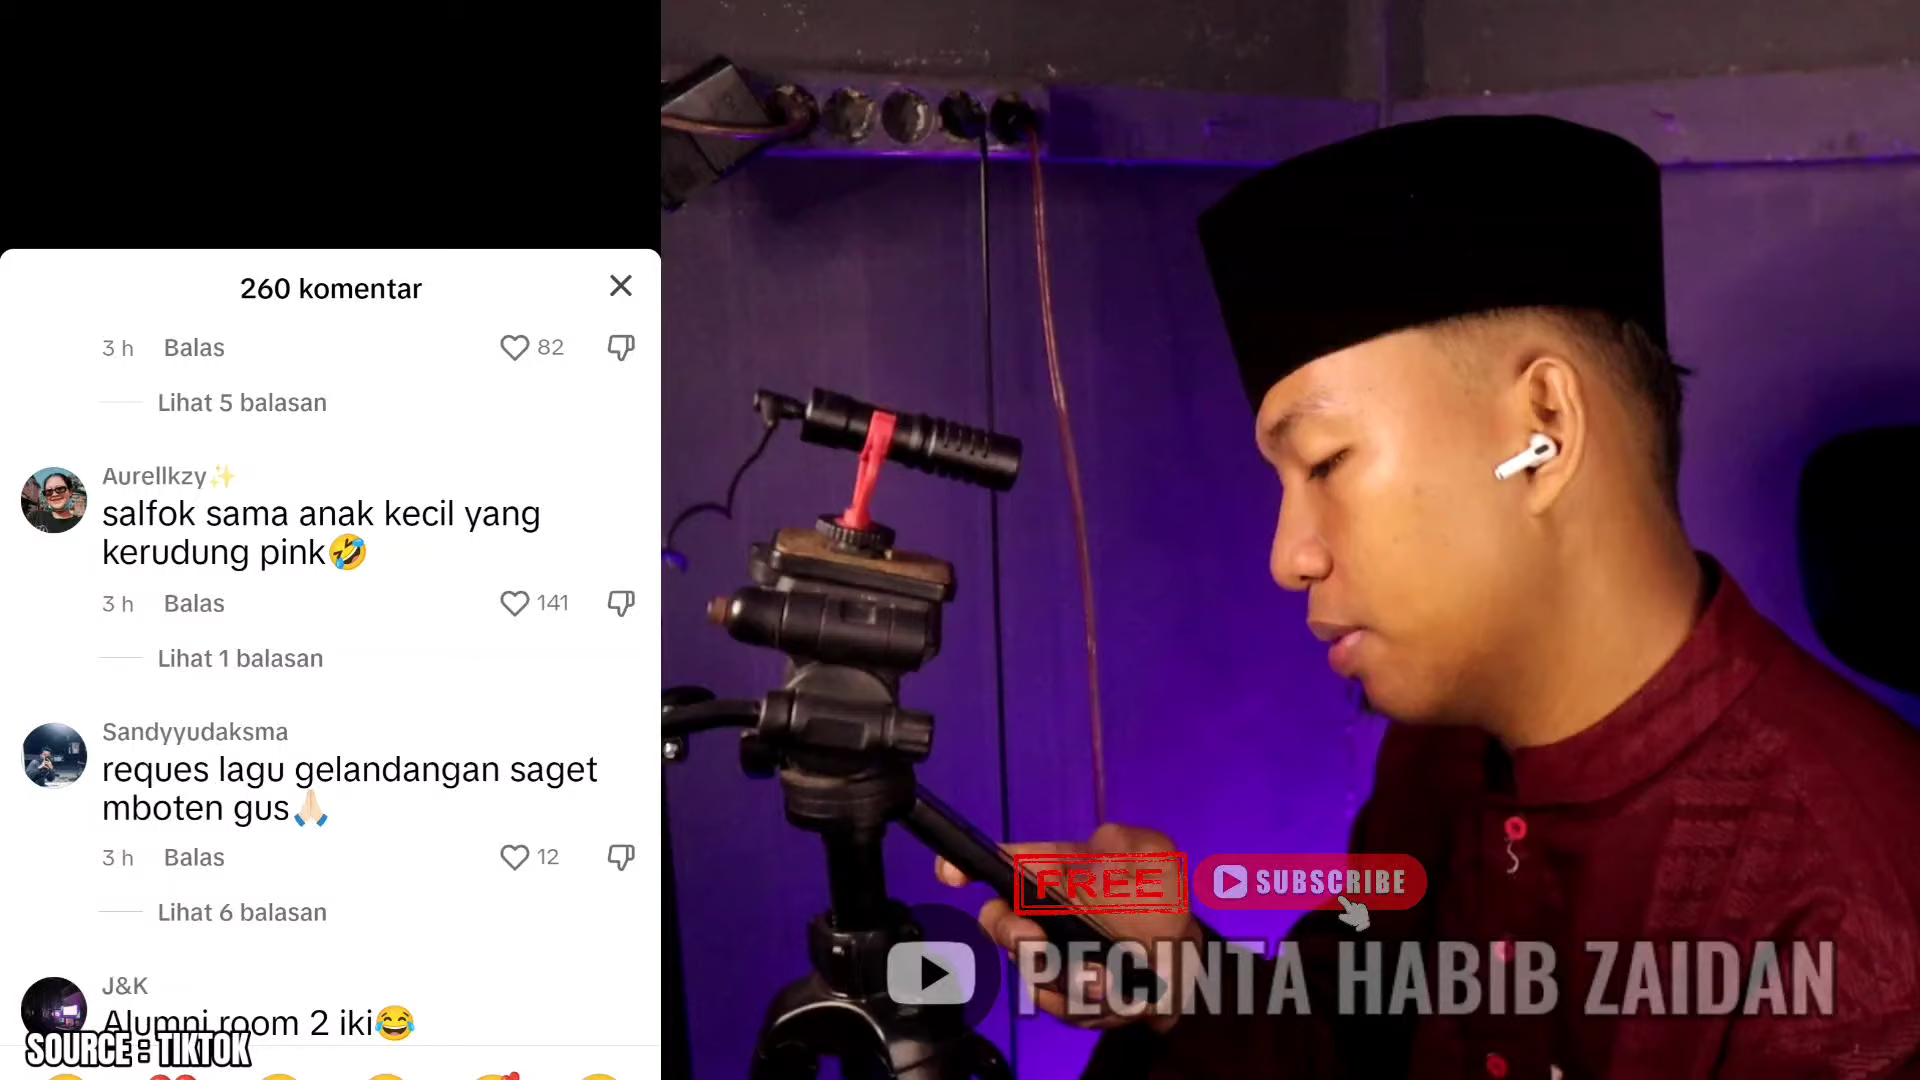 260 komentar
3 h Balas 82
Lihat 5 balasan
Aurellkzy✨
salfok sama anak kecil yang
kerudung pink🤣
3 h Balas 141
Lihat 1 balasan
Sandyyudaksma
reques lagu gelandangan saget
mboten gus🙏🏻
3 h Balas 12
Lihat 6 balasan
J&K
Alumni room 2 iki😂
SOURCE : TIKTOK
FREE
SUBSCRIBE
PECINTA HABIB ZAIDAN